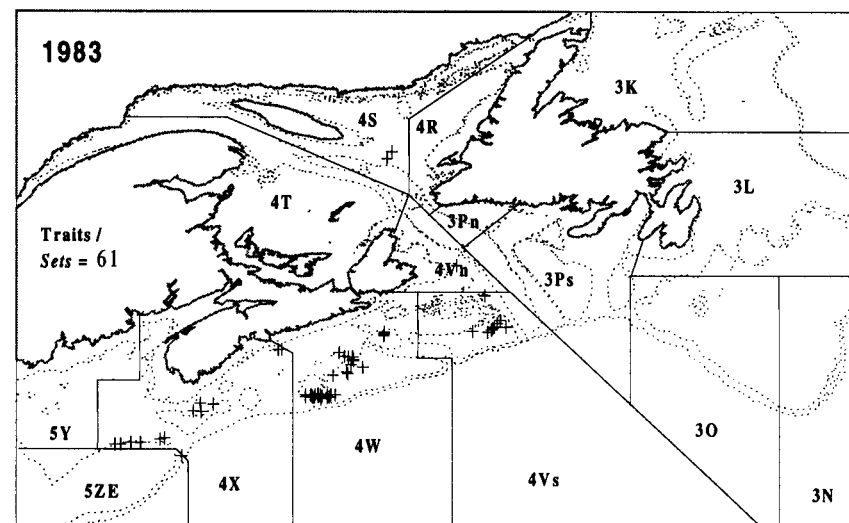 1983
3K
4S
4R
3L
4T
3Pn
Traits /
Sets = 61
4Vn
3Ps
5Y
4W
3O
5ZE
4X
4Vs
3N